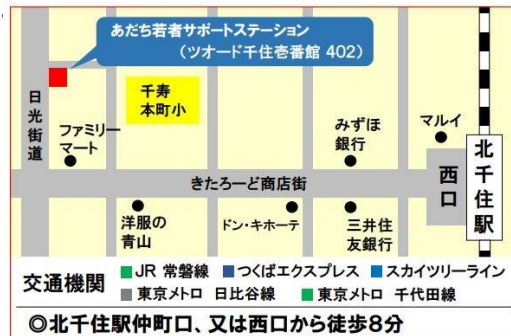 あだち若者サポートステーション
（ツオード千住壱番館 402）
日光街道
千寿
本町小
ファミリー
マート
みずほ
銀行
マルイ
北千住駅
西口
きたろーど商店街
洋服の
青山
ドン・キホーテ
三井住
友銀行
交通機関
JR 常磐線 つくばエクスプレス スカイツリーライン
東京メトロ 日比谷線 東京メトロ 千代田線
◎北千住駅仲町口、又は西口から徒歩8分